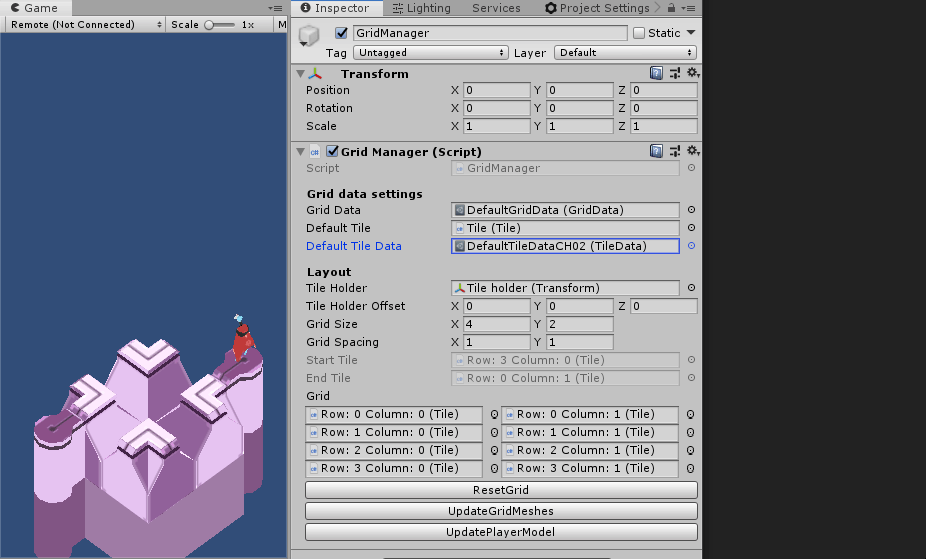 Game
Remote (Not Connected) Scale 1x M
Inspector Lighting Services Project Settings
GridManager Static
Tag Untagged Layer Default
Transform
Position X 0 Y 0 Z 0
Rotation X 0 Y 0 Z 0
Scale X 1 Y 1 Z 1
Grid Manager (Script)
Script GridManager
Grid data settings
Grid Data DefaultGridData (GridData)
Default Tile Tile (Tile)
Default Tile Data DefaultTileDataCH02 (TileData)
Layout
Tile Holder Tile holder (Transform)
Tile Holder Offset X 0 Y 0 Z 0
Grid Size X 4 Y 2
Grid Spacing X 1 Y 1
Start Tile Row: 3 Column: 0 (Tile)
End Tile Row: 0 Column: 1 (Tile)
Grid
Row: 0 Column: 0 (Tile) Row: 0 Column: 1 (Tile)
Row: 1 Column: 0 (Tile) Row: 1 Column: 1 (Tile)
Row: 2 Column: 0 (Tile) Row: 2 Column: 1 (Tile)
Row: 3 Column: 0 (Tile) Row: 3 Column: 1 (Tile)
ResetGrid
UpdateGridMeshes
UpdatePlayerModel